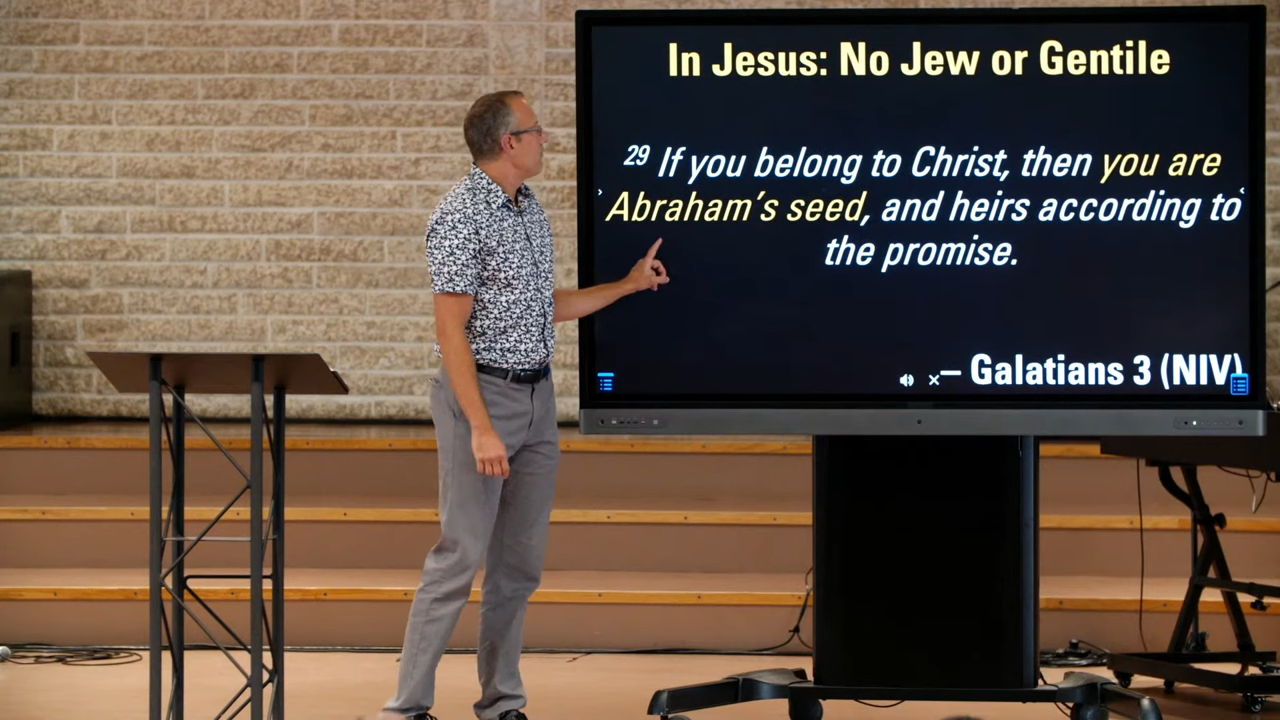 In Jesus: No Jew or Gentile
29 If you belong to Christ, then you are
Abraham's seed, and heirs according to
the promise.
– Galatians 3 (NIV)